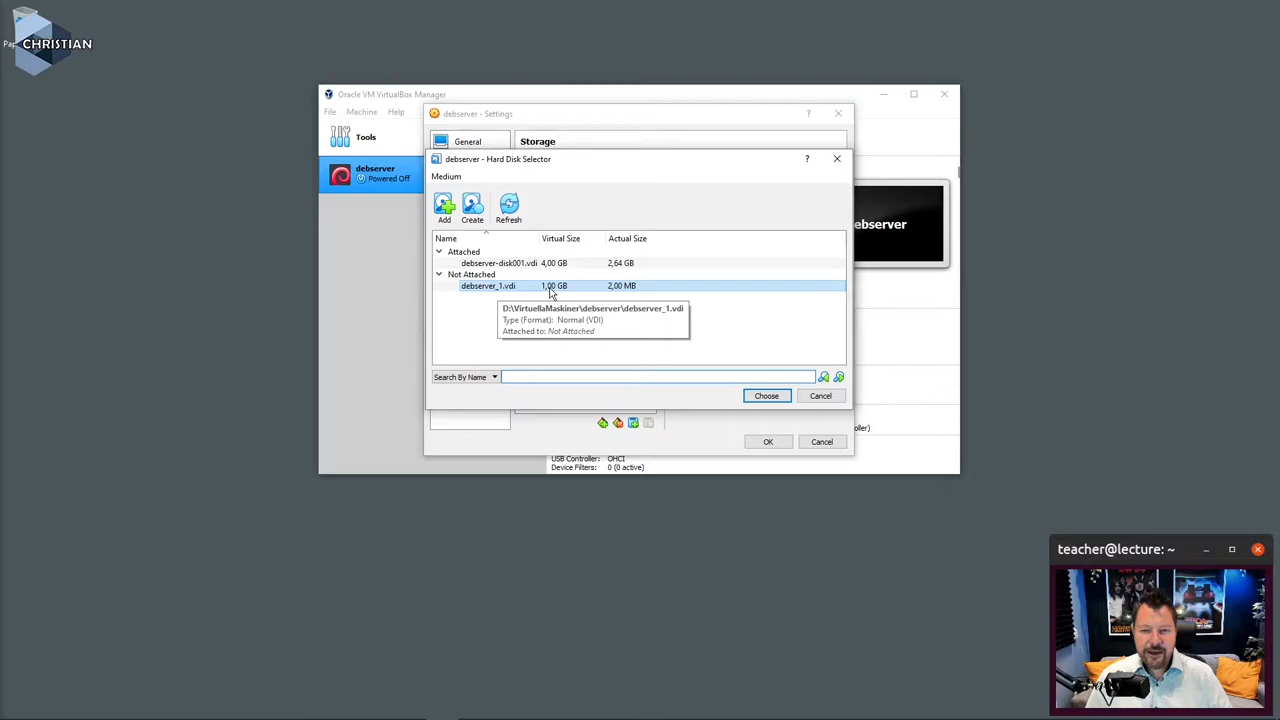 Pap
CHRISTIAN
Oracle VM VirtualBox Manager
File Machine Help
debserver - Settings
?
Tools
General
Storage
debserver
Powered Off
debserver - Hard Disk Selector
?
Medium
Add Create Refresh
Name Virtual Size Actual Size
Attached
debserver-disk001.vdi 4,00 GB 2,64 GB
Not Attached
debserver_1.vdi 1,00 GB 2,00 MB
D:\VirtuellaMaskiner\debserver\debserver_1.vdi
Type (Format): Normal (VDI)
Attached to: Not Attached
Search By Name
Choose Cancel
ebserver
oller)
OK Cancel
USB Controller: OHCI
Device Filters: 0 (0 active)
teacher@lecture: ~